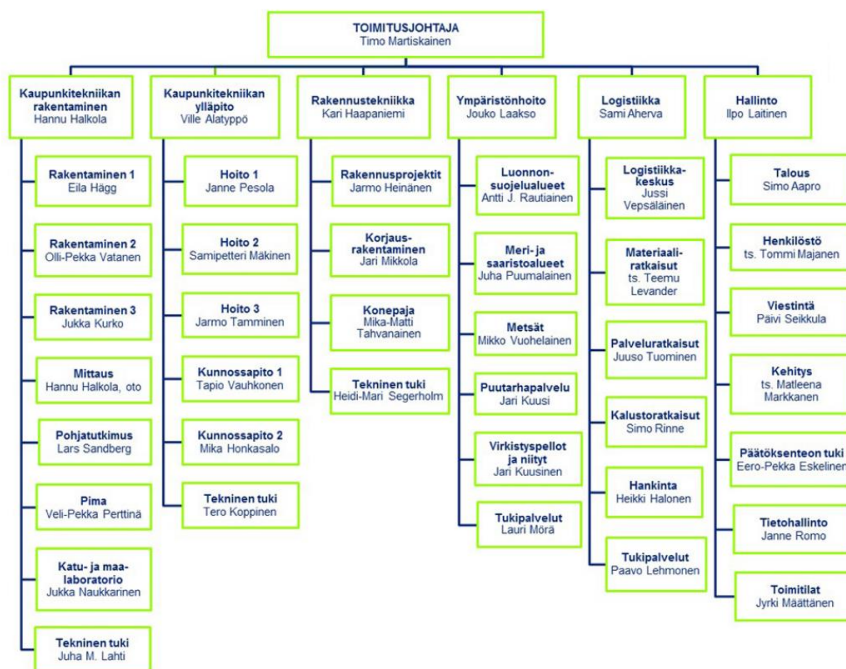 TOIMITUSJOHTAJA
Timo Martiskainen
Kaupunkitekniikan
rakentaminen
Hannu Halkola
Rakentaminen 1
Eila Hägg
Rakentaminen 2
Olli-Pekka Vatanen
Rakentaminen 3
Jukka Kurko
Mittaus
Hannu Halkola, oto
Pohjatutkimus
Lars Sandberg
Pima
Veli-Pekka Perttinä
Katu- ja maa-
laboratorio
Jukka Naukkarinen
Tekninen tuki
Juha M. Lahti
Kaupunkitekniikan
ylläpito
Ville Alatyppö
Hoito 1
Janne Pesola
Hoito 2
Samipetteri Mäkinen
Hoito 3
Jarmo Tamminen
Kunnossapito 1
Tapio Vauhkonen
Kunnossapito 2
Mika Honkasalo
Tekninen tuki
Tero Koppinen
Rakennustekniikka
Kari Haapaniemi
Rakennusprojektit
Jarmo Heinänen
Korjaus-
rakentaminen
Jari Mikkola
Konepaja
Mika-Matti
Tahvanainen
Tekninen tuki
Heidi-Mari Segerholm
Ympäristönhoito
Jouko Laakso
Luonnon-
suojelualueet
Antti J. Rautiainen
Meri- ja
saaristoalueet
Juha Puumalainen
Metsät
Mikko Vuohelainen
Puutarhapalvelu
Jari Kuusi
Virkistyspellot
ja niityt
Jari Kuusinen
Tukipalvelut
Lauri Mörä
Logistiikka
Sami Aherva
Logistiikka-
keskus
Jussi
Vepsäläinen
Materiaali-
ratkaisut
ts. Teemu
Levander
Palveluratkaisut
Juuso Tuominen
Kalustoratkaisut
Simo Rinne
Hankinta
Heikki Halonen
Tukipalvelut
Paavo Lehmonen
Hallinto
Ilpo Laitinen
Talous
Simo Aapro
Henkilöstö
ts. Tommi Majanen
Viestintä
Päivi Seikkula
Kehitys
ts. Matleena
Markkanen
Päätöksenteon tuki
Eero-Pekka Eskelinen
Tietohallinto
Janne Romo
Toimitilat
Jyrki Määttänen